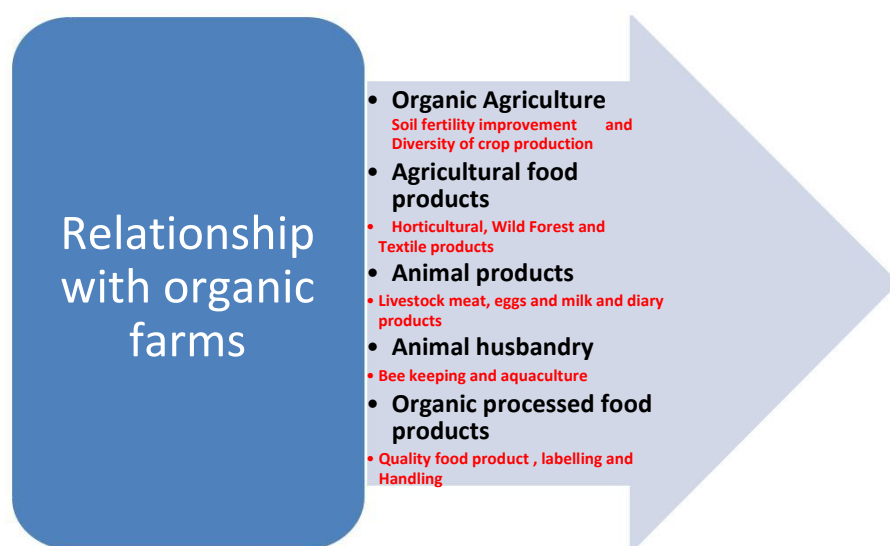 Relationship
with organic
farms
• Organic Agriculture
Soil fertility improvement and
Diversity of crop production
• Agricultural food
products
• Horticultural, Wild Forest and
Textile products
• Animal products
• Livestock meat, eggs and milk and diary
products
• Animal husbandry
• Bee keeping and aquaculture
• Organic processed food
products
• Quality food product , labelling and
Handling